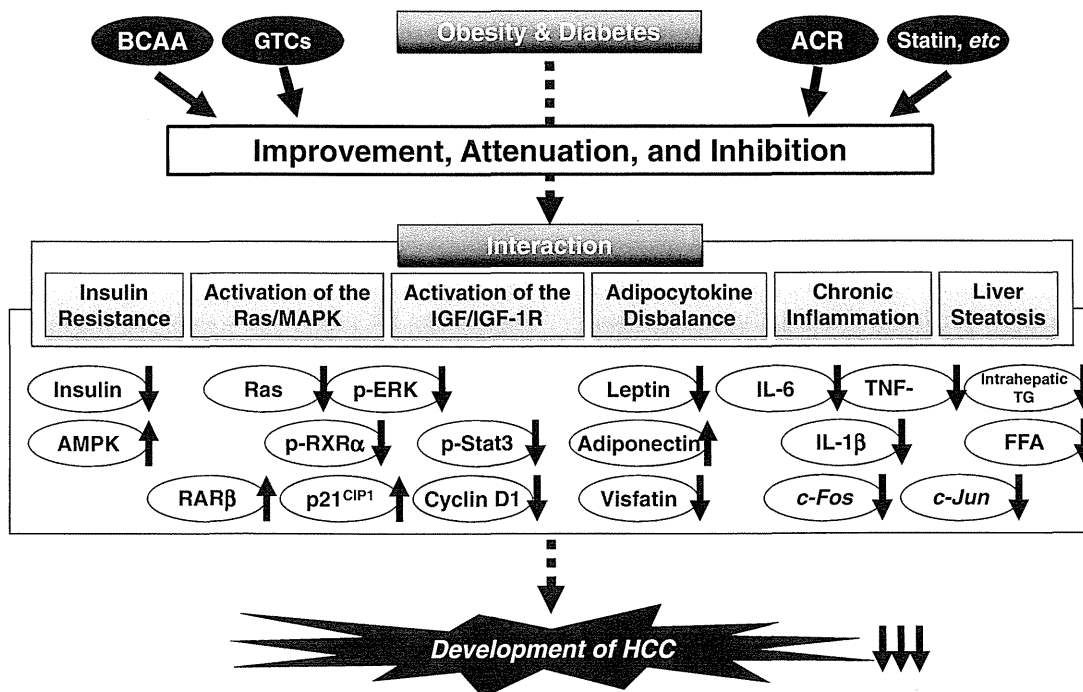 BCAA
GTCs
Obesity & Diabetes
ACR
Statin, etc
Improvement, Attenuation, and Inhibition
Interaction
Insulin
Resistance
Activation of the
Ras/MAPK
Activation of the
IGF/IGF-1R
Adipocytokine
Disbalance
Chronic
Inflammation
Liver
Steatosis
Insulin
Ras
p-ERK
Leptin
IL-6
TNF-
Intrahepatic
TG
AMPK
p-RXRα
p-Stat3
Adiponectin
IL-1β
FFA
RARβ
p21CIP1
Cyclin D1
Visfatin
c-Fos
c-Jun
Development of HCC